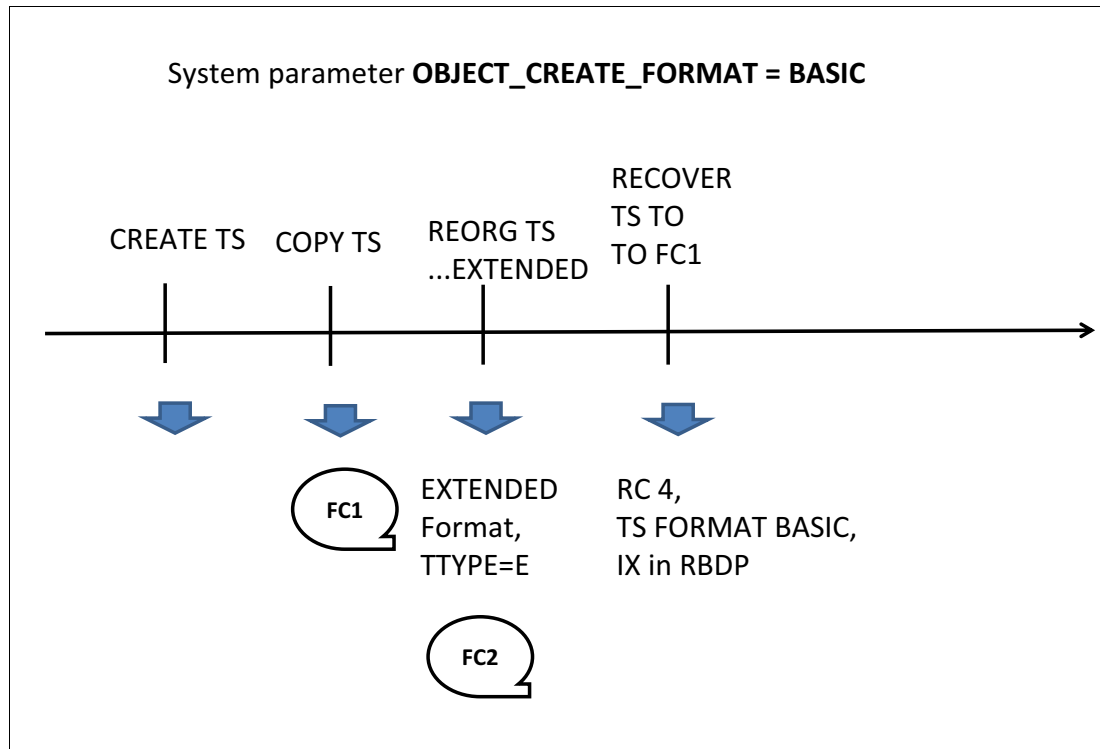 System parameter OBJECT_CREATE_FORMAT = BASIC
CREATE TS
COPY TS
REORG TS
...EXTENDED
RECOVER
TS TO
TO FC1
FC1
EXTENDED
Format,
TTYPE=E
RC 4,
TS FORMAT BASIC,
IX in RBDP
FC2